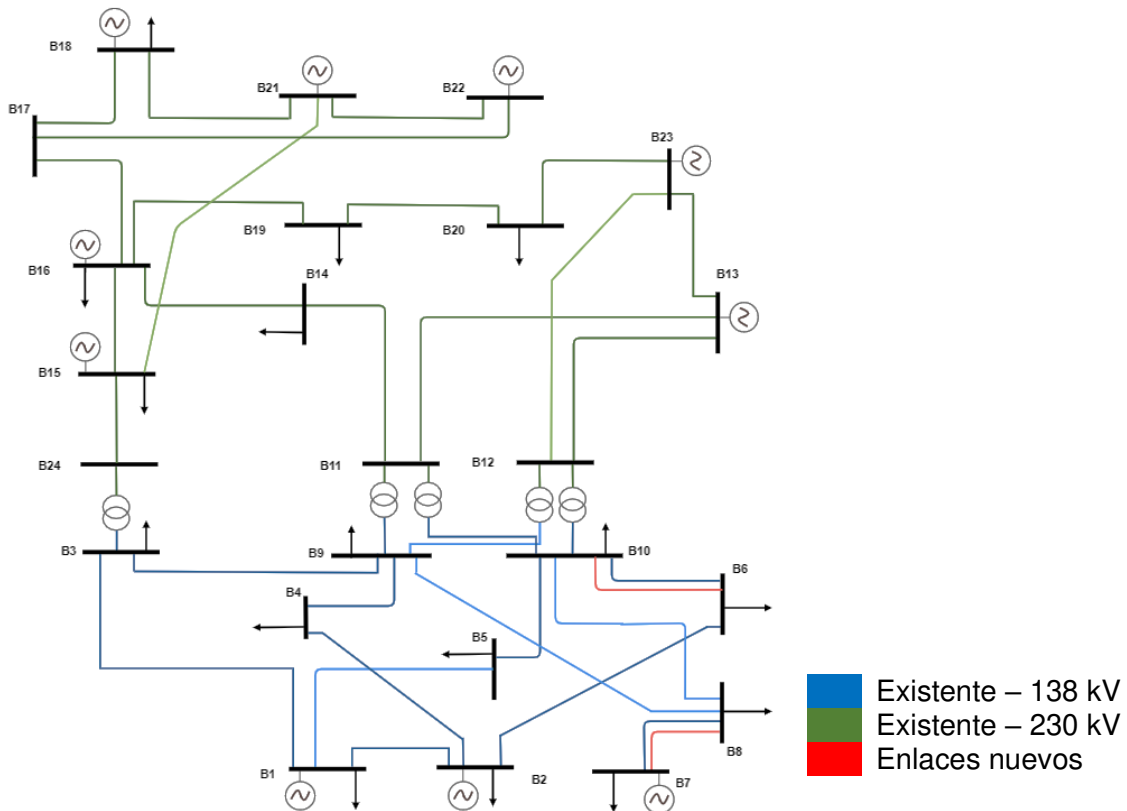 B18
B21
B22
B17
B23
B19
B20
B16
B14
B13
B15
B24
B11
B12
B3
B9
B10
B6
B4
B5
B8
B1
B2
B7
Existente – 138 kV
Existente – 230 kV
Enlaces nuevos